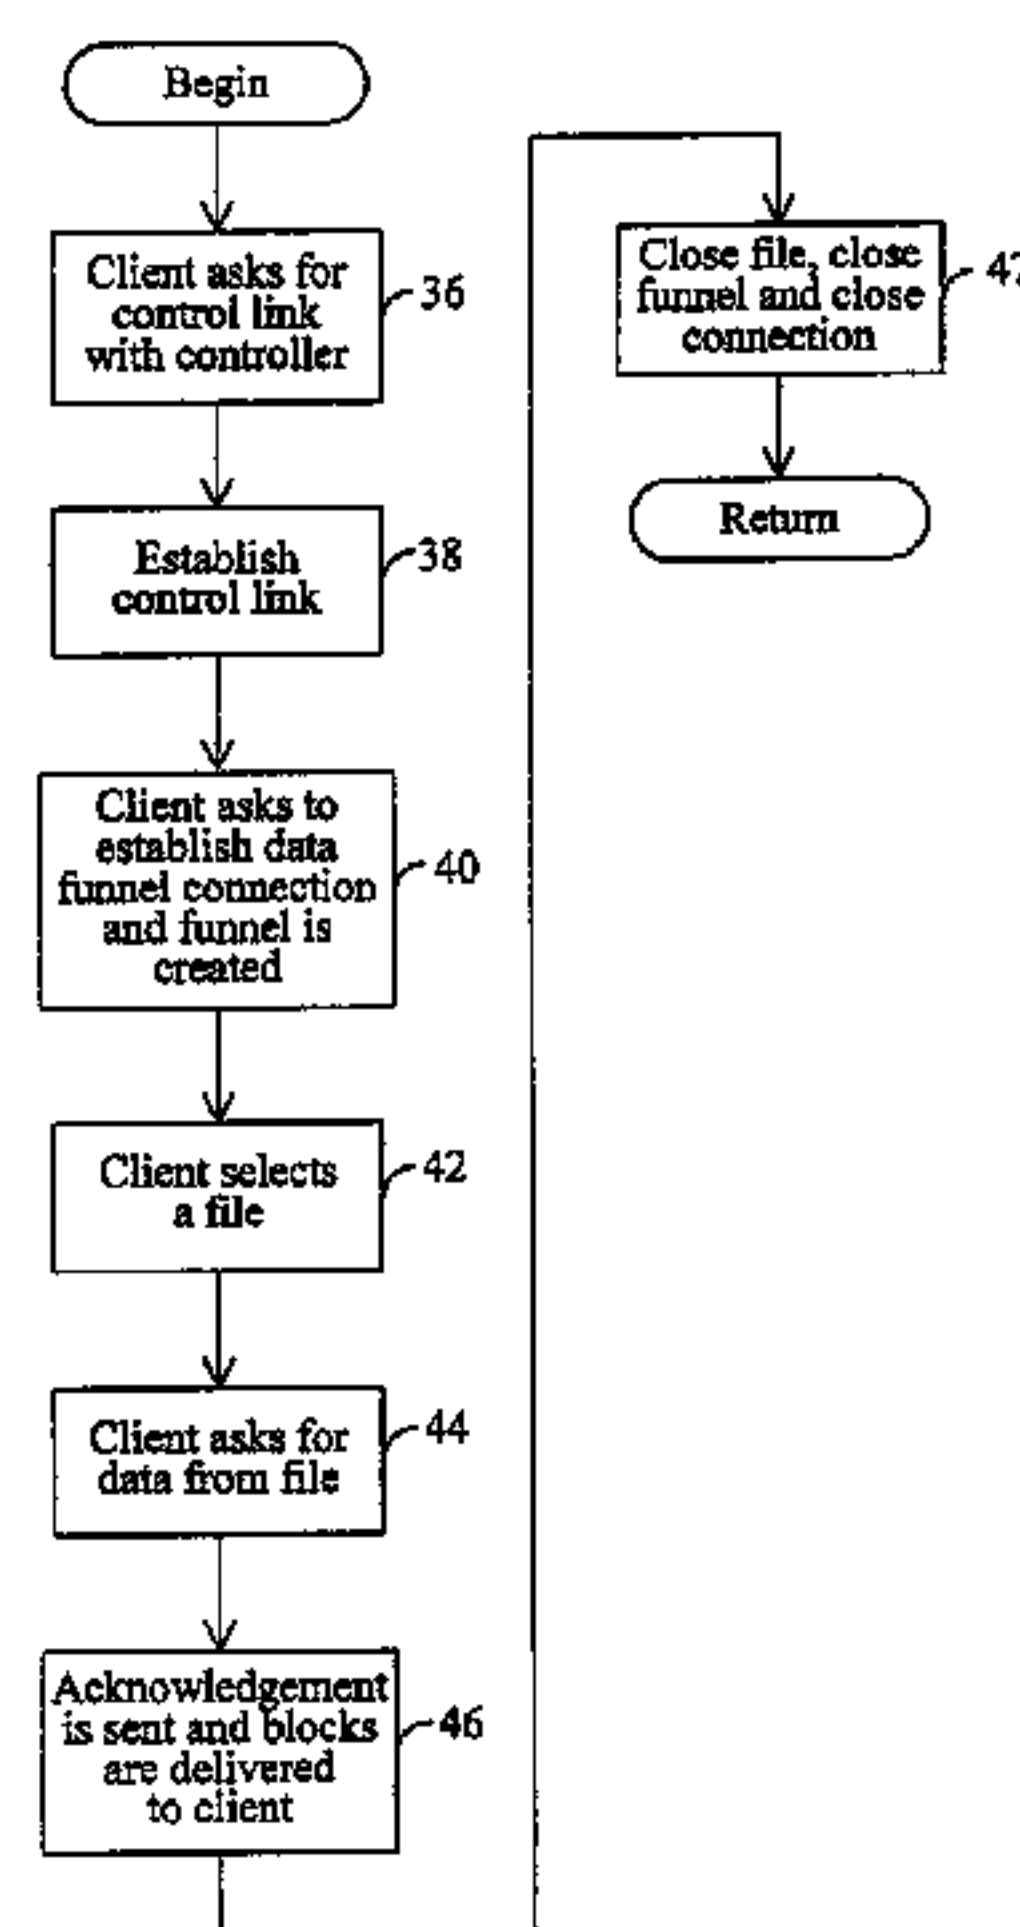 Begin
Client asks for
control link
with controller
36
Establish
control link
38
Client asks to
establish data
funnel connection
and funnel is
created
40
Client selects
a file
42
Client asks for
data from file
44
Acknowledgement
is sent and blocks
are delivered
to client
46
Close file, close
funnel and close
connection
47
Return